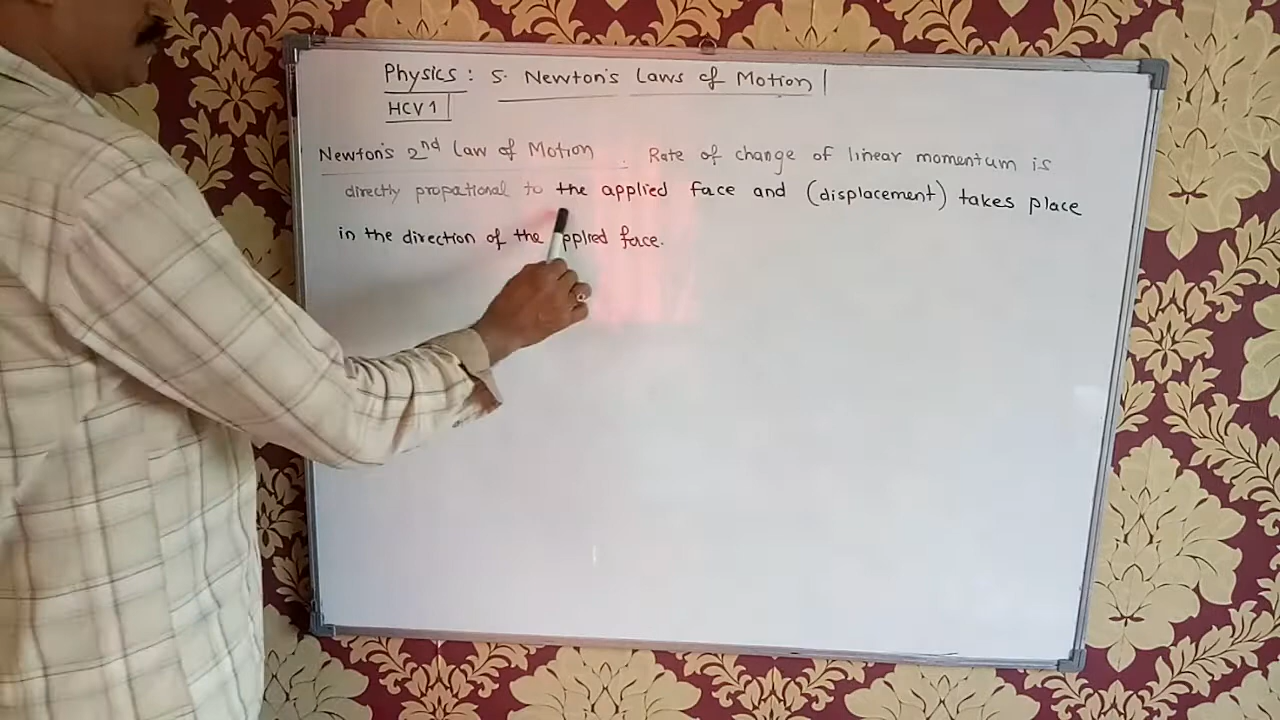 Physics: 5. Newton's Laws of Motion
HCV 1
Newton's 2nd Law of Motion : Rate of change of linear momentum is
directly propational to the applied face and (displacement) takes place
in the direction of the applied force.